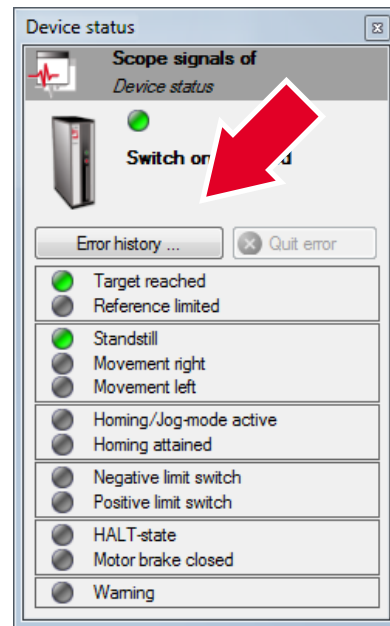 Device status
Scope signals of
Device status
Switch on
Error history ...
Quit error
Target reached
Reference limited
Standstill
Movement right
Movement left
Homing/Jog-mode active
Homing attained
Negative limit switch
Positive limit switch
HALT-state
Motor brake closed
Warning